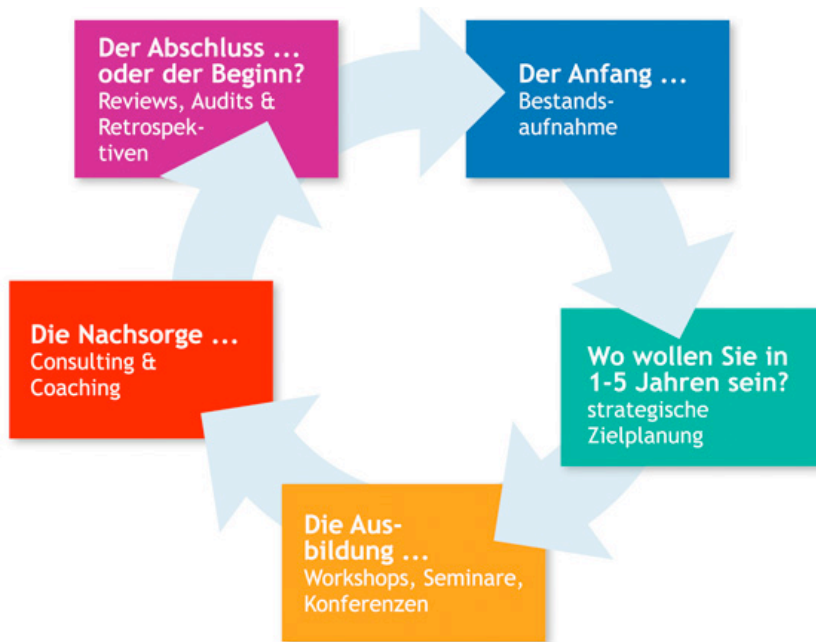 Der Abschluss ...
oder der Beginn?
Reviews, Audits &
Retrospek-
tiven
Der Anfang ...
Bestands-
aufnahme
Wo wollen Sie in
1-5 Jahren sein?
strategische
Zielplanung
Die Aus-
bildung ...
Workshops, Seminare,
Konferenzen
Die Nachsorge ...
Consulting &
Coaching